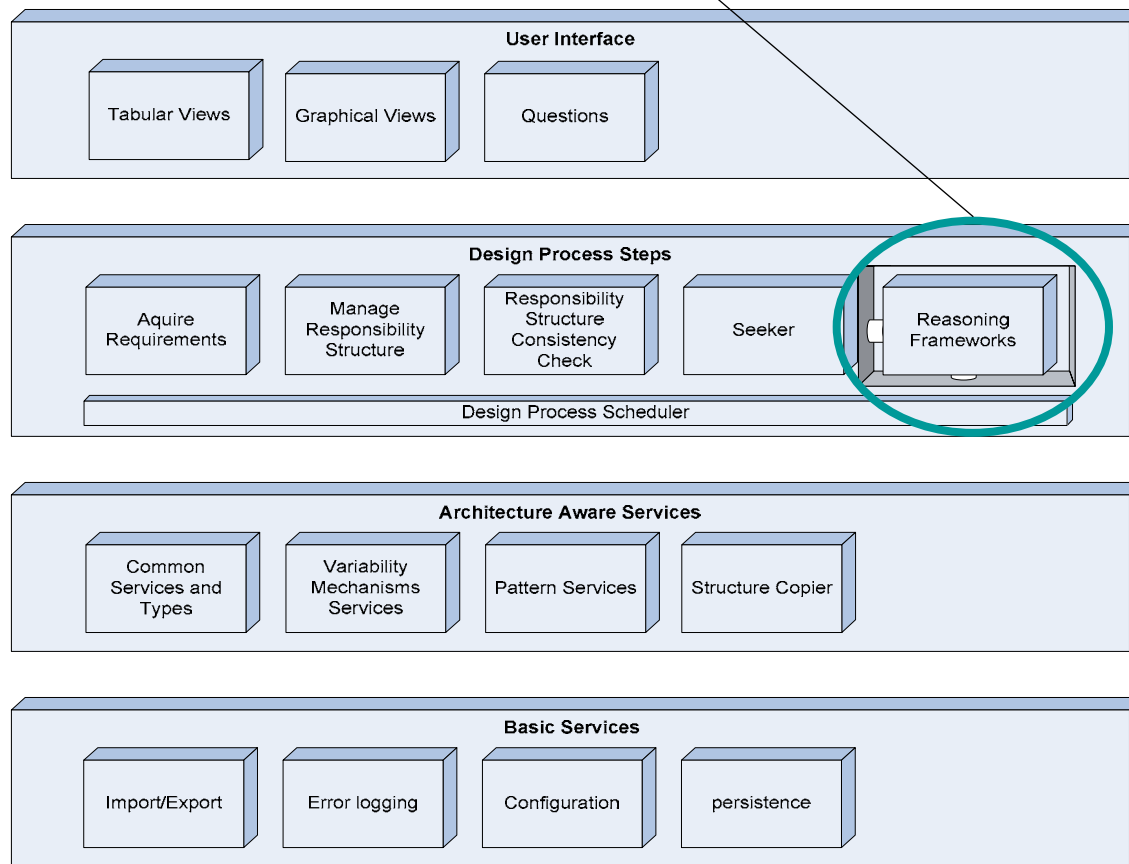 User Interface
Tabular Views
Graphical Views
Questions
Design Process Steps
Aquire
Requirements
Manage
Responsibility
Structure
Responsibility
Structure
Consistency
Check
Seeker
Reasoning
Frameworks
Design Process Scheduler
Architecture Aware Services
Common
Services and
Types
Variability
Mechanisms
Services
Pattern Services
Structure Copier
Basic Services
Import/Export
Error logging
Configuration
persistence